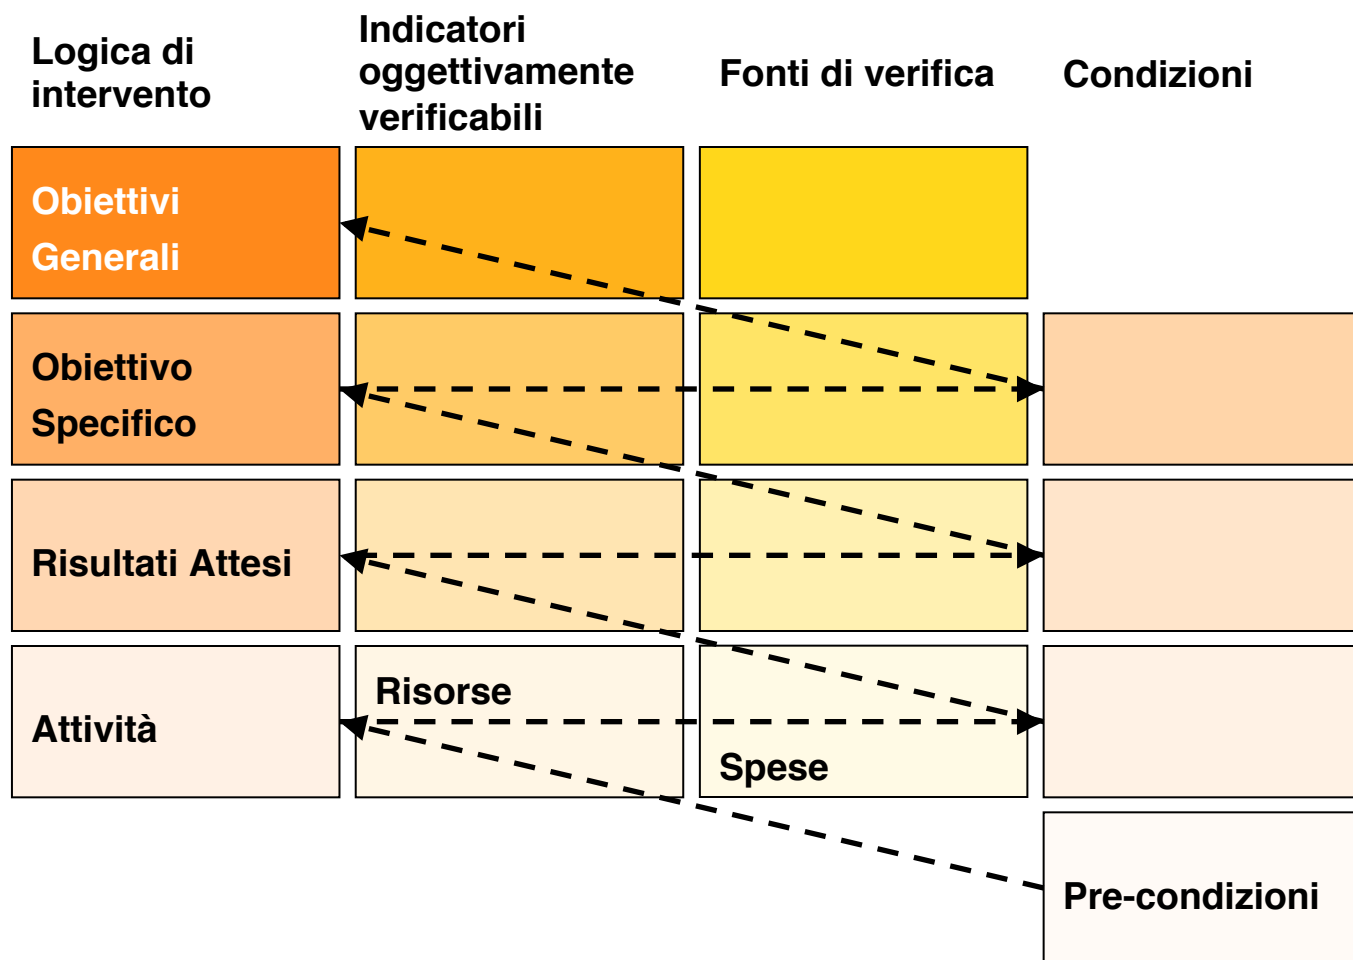 Logica di
intervento
Indicatori
oggettivamente
verificabili
Fonti di verifica
Condizioni
Obiettivi
Generali
Obiettivo
Specifico
Risultati Attesi
Attività
Risorse
Spese
Pre-condizioni